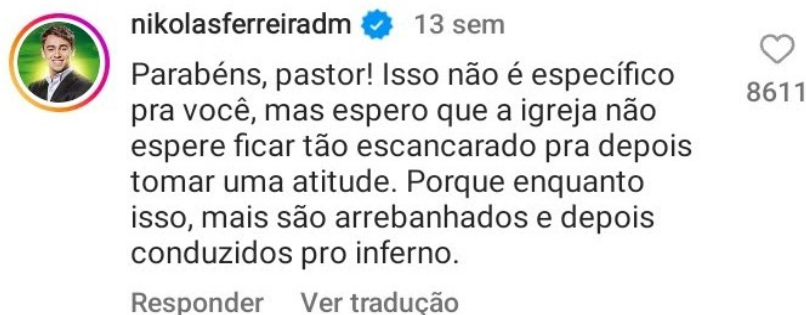 nikolasferreiradm 13 sem
Parabéns, pastor! Isso não é específico
pra você, mas espero que a igreja não
espere ficar tão escancarado pra depois
tomar uma atitude. Porque enquanto
isso, mais são arrebanhados e depois
conduzidos pro inferno.
8611
Responder Ver tradução